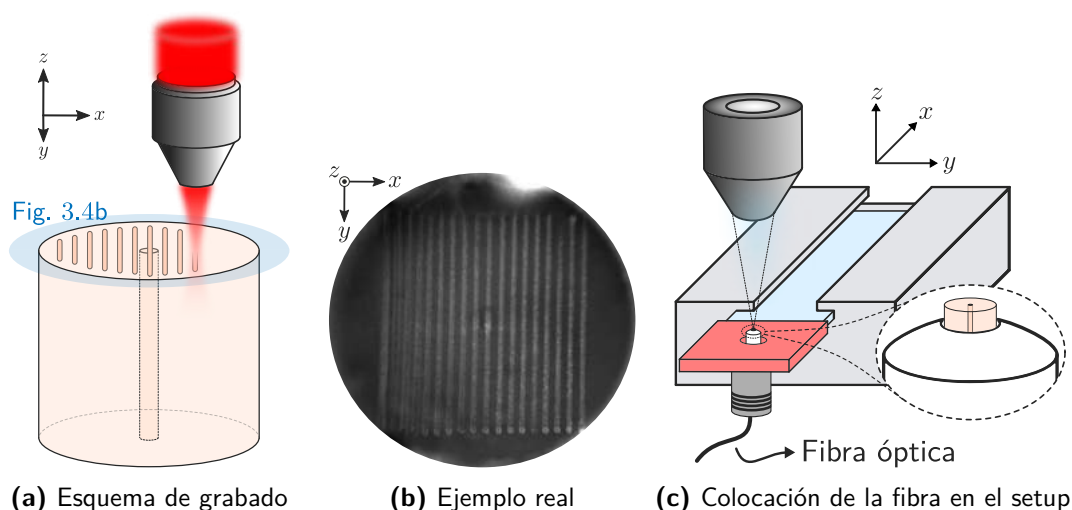 z
x
y
Fig. 3.4b
z
x
y
z
x
y
Fibra óptica
(a) Esquema de grabado
(b) Ejemplo real
(c) Colocación de la fibra en el setup